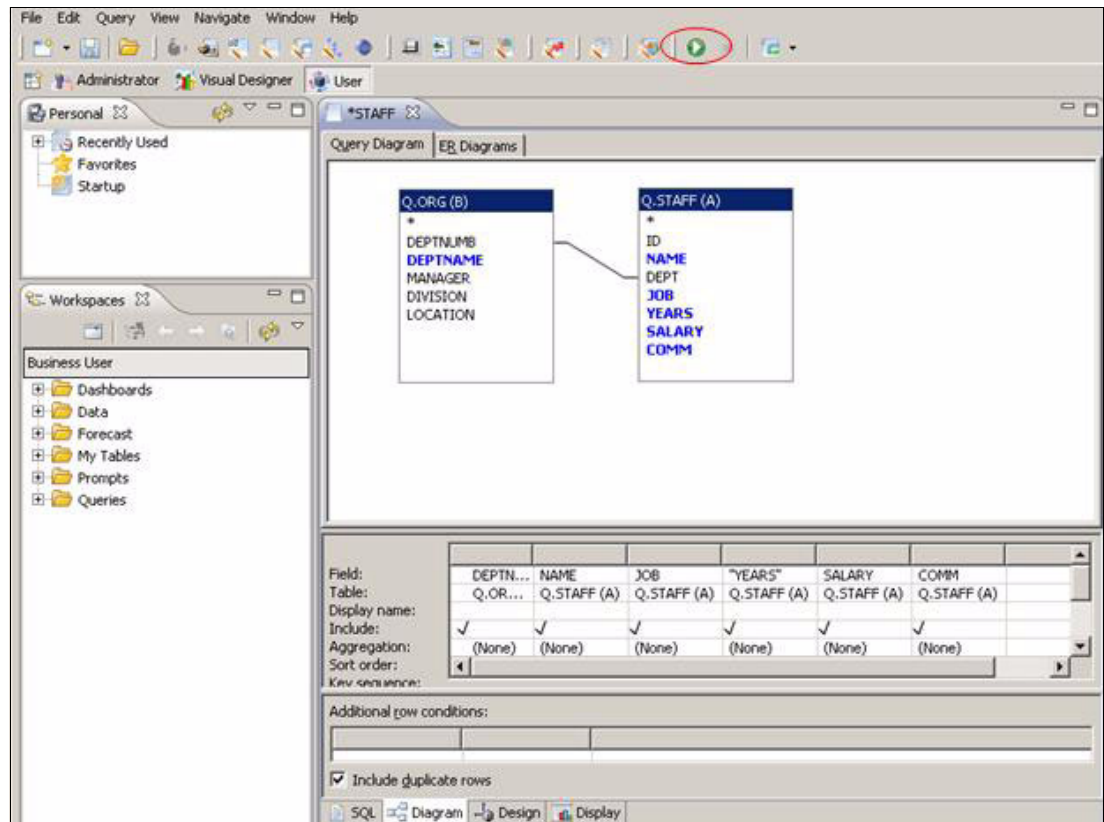 File Edit Query View Navigate Window Help
Administrator Visual Designer User
Personal
Recently Used
Favorites
Startup
Workspaces
Business User
Dashboards
Data
Forecast
My Tables
Prompts
Queries
*STAFF
Query Diagram ER Diagrams
Q.ORG (B)
*
DEPTNUMB
DEPTNAME
MANAGER
DIVISION
LOCATION
Q.STAFF (A)
*
ID
NAME
DEPT
JOB
YEARS
SALARY
COMM
Field: DEPTN... NAME JOB "YEARS" SALARY COMM
Table: Q.OR... Q.STAFF (A) Q.STAFF (A) Q.STAFF (A) Q.STAFF (A) Q.STAFF (A)
Display name:
Include:
Aggregation: (None) (None) (None) (None) (None) (None)
Sort order:
Key sequence:
Additional row conditions:
Include duplicate rows
SQL Diagram Design Display